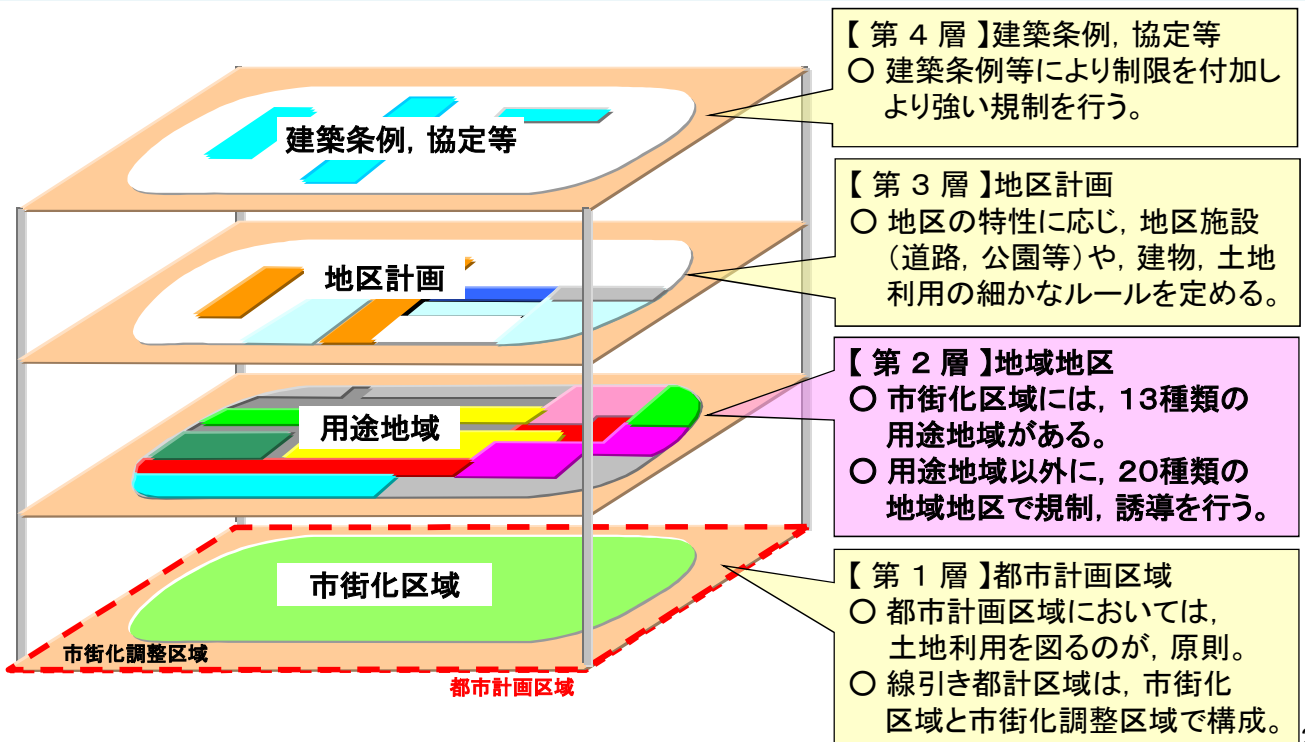 【 第 4 層 】建築条例, 協定等
○ 建築条例等により制限を付加し
より強い規制を行う。
建築条例, 協定等
【 第 3 層 】地区計画
○ 地区の特性に応じ, 地区施設
(道路, 公園等)や, 建物, 土地
利用の細かなルールを定める。
地区計画
【 第 2 層 】地域地区
○ 市街化区域には, 13種類の
用途地域がある。
○ 用途地域以外に, 20種類の
地域地区で規制, 誘導を行う。
用途地域
【 第 1 層 】都市計画区域
○ 都市計画区域においては,
土地利用を図るのが, 原則。
○ 線引き都計区域は, 市街化
区域と市街化調整区域で構成。
市街化区域
市街化調整区域
都市計画区域